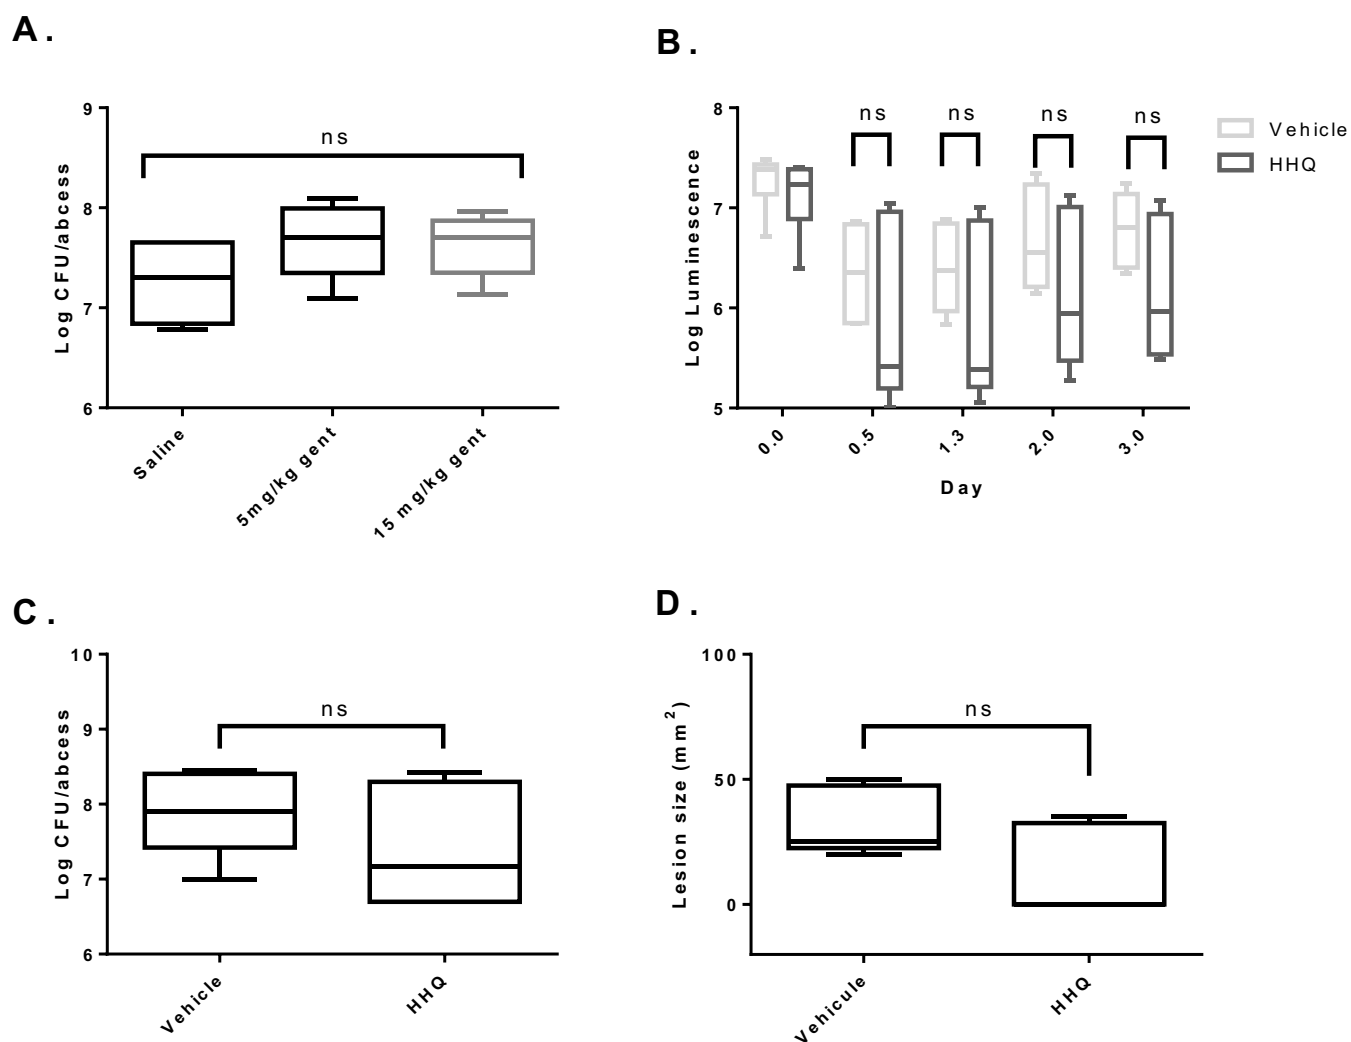 A.
Log CFU/abcess
9
8
7
6
ns
Saline
5mg/kg gent
15 mg/kg gent
B.
Log Luminescence
8
7
6
5
ns
ns
ns
ns
0.0
0.5
1.3
2.0
3.0
Day
Vehicle
HHQ
C.
Log CFU/abcess
10
9
8
7
6
ns
Vehicle
HHQ
D.
Lesion size (mm²)
100
50
0
ns
Vehicule
HHQ